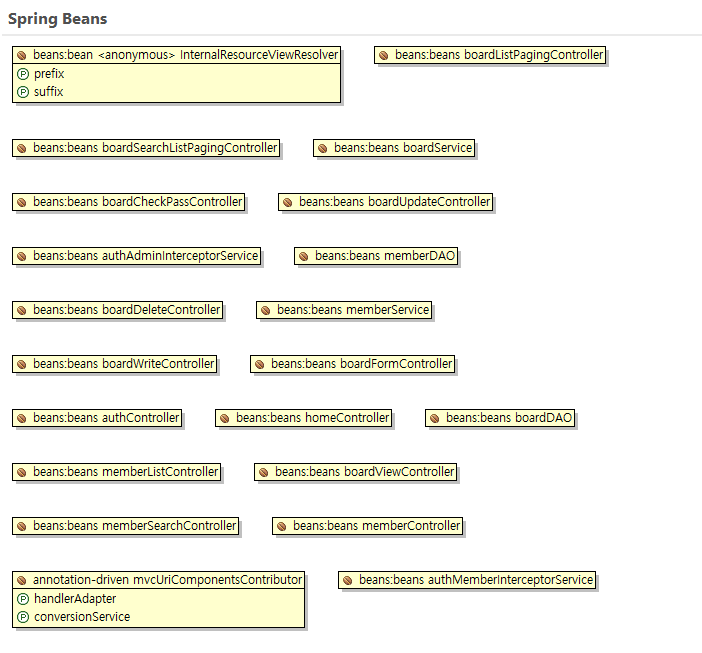 Spring Beans
beans:bean <anonymous> InternalResourceViewResolver
P prefix
P suffix
beans:beans boardListPagingController
beans:beans boardSearchListPagingController
beans:beans boardService
beans:beans boardCheckPassController
beans:beans boardUpdateController
beans:beans authAdminInterceptorService
beans:beans memberDAO
beans:beans boardDeleteController
beans:beans memberService
beans:beans boardWriteController
beans:beans boardFormController
beans:beans authController
beans:beans homeController
beans:beans boardDAO
beans:beans memberListController
beans:beans boardViewController
beans:beans memberSearchController
beans:beans memberController
annotation-driven mvcUriComponentsContributor
P handlerAdapter
P conversionService
beans:beans authMemberInterceptorService